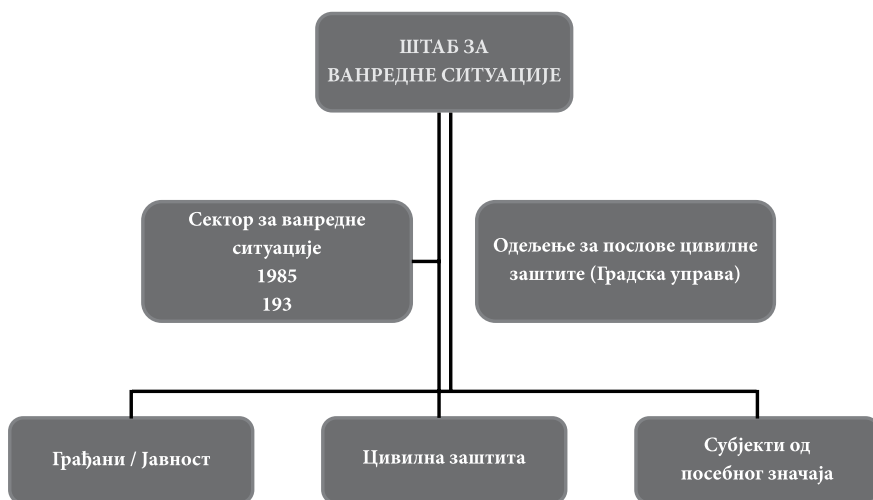 ШТАБ ЗА
ВАНРЕДНЕ СИТУАЦИЈЕ
Сектор за ванредне
ситуације
1985
193
Одељење за послове цивилне
заштите (Градска управа)
Грађани / Јавност
Цивилна заштита
Субјекти од
посебног значаја